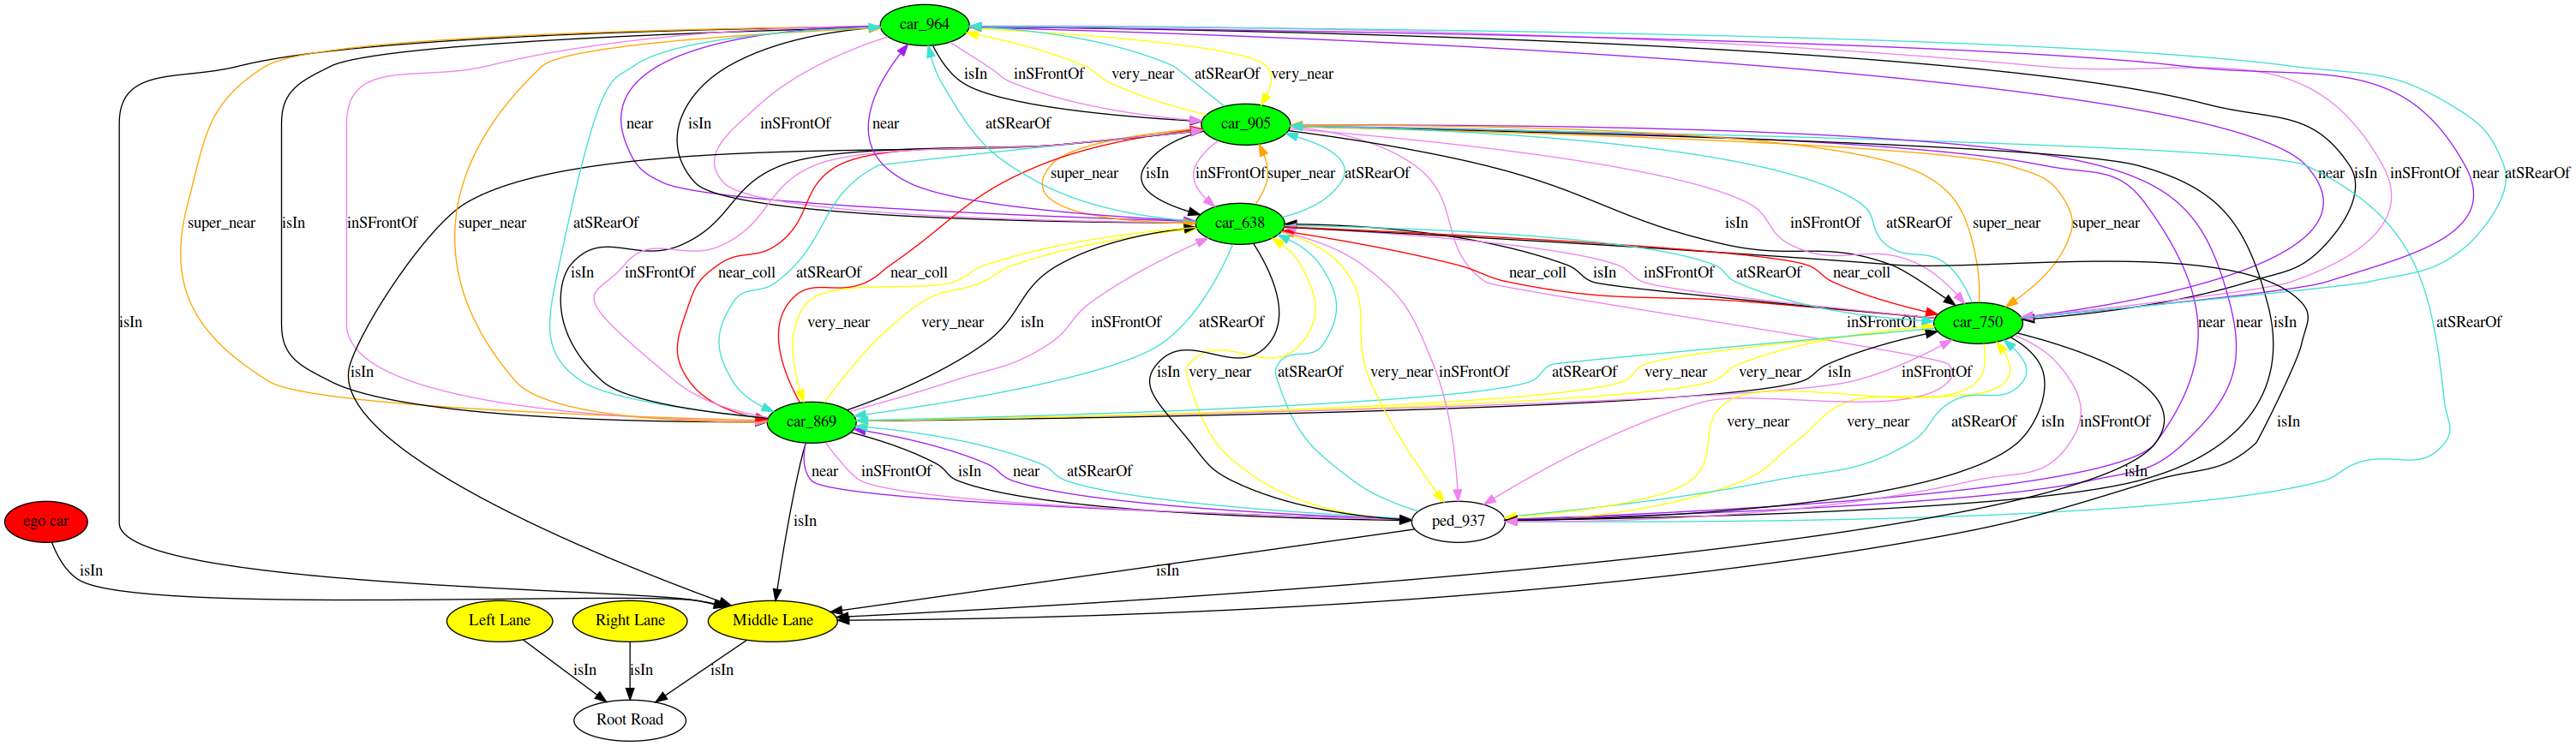 car_964
isIn inSFrontOf very_near atSRearOf very_near
near isIn inSFrontOf near atSRearOf car_905
super_near isIn inSFrontOf super_near atSRearOf near isIn inSFrontOf near atSRearOf
super_near isIn inSFrontOf super_near atSRearOf car_638 isIn inSFrontOf atSRearOf super_near super_near
isIn inSFrontOf near_coll atSRearOf near_coll near_coll isIn inSFrontOf atSRearOf near_coll
isIn very_near very_near isIn inSFrontOf atSRearOf inSFrontOf car_750 near near isIn atSRearOf
isIn isIn very_near atSRearOf very_near inSFrontOf atSRearOf very_near very_near isIn inSFrontOf
car_869 very_near very_near atSRearOf isIn inSFrontOf isIn
near inSFrontOf isIn near atSRearOf isIn
ego car isIn ped_937
isIn isIn
Left Lane Right Lane Middle Lane
isIn isIn isIn
Root Road